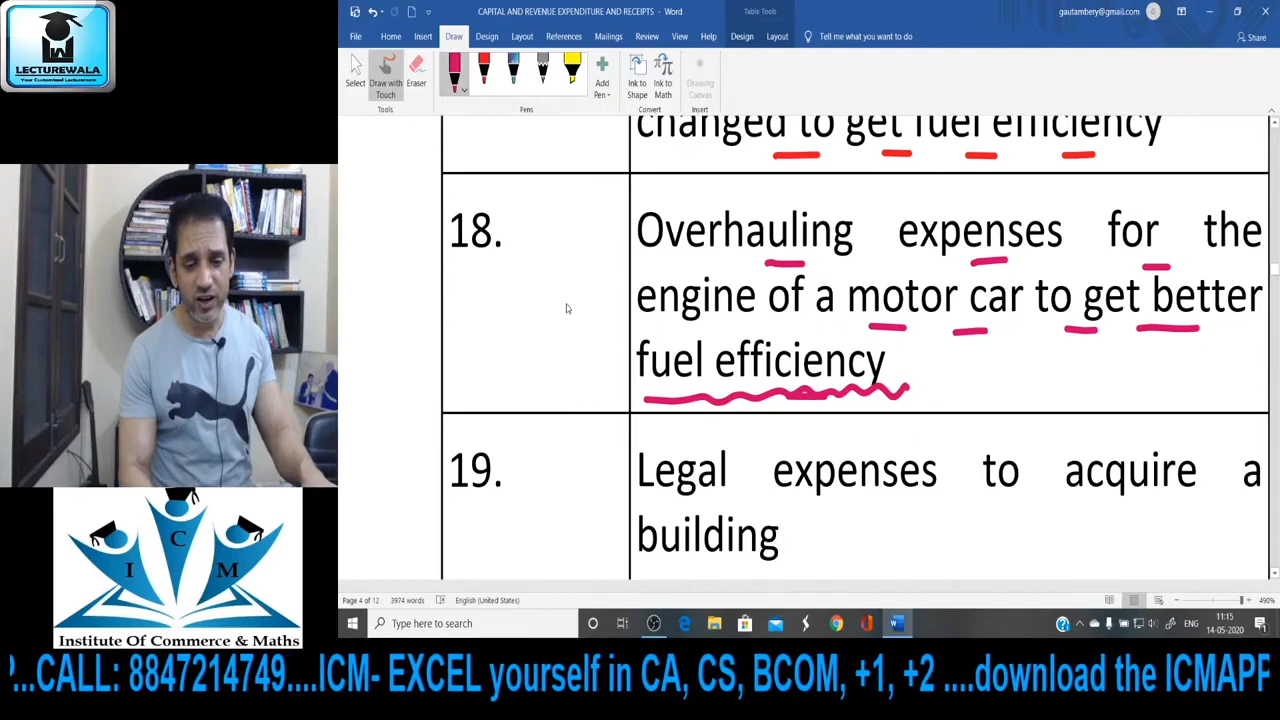 LECTUREWALA
Your Customized Lectureroom
CAPITAL AND REVENUE EXPENDITURE AND RECEIPTS - Word
Table Tools
gautambery@gmail.com
G
File Home Insert Draw Design Layout References Mailings Review View Help Design Layout Tell me what you want to do
Share
Select
Draw with Touch
Eraser
Add Pen
Ink to Shape
Ink to Math
Drawing Canvas
Tools
Pens
Convert
Insert
changed to get fuel efficiency
18.
Overhauling expenses for the
engine of a motor car to get better
fuel efficiency
19.
Legal expenses to acquire a
building
I C M
Institute Of Commerce & Maths
Page 4 of 12 3974 words English (United States)
490%
Type here to search
ENG
11:15
14-05-2020
P...CALL: 8847214749....ICM- EXCEL yourself in CA, CS, BCOM, +1, +2 ....download the ICMAPP